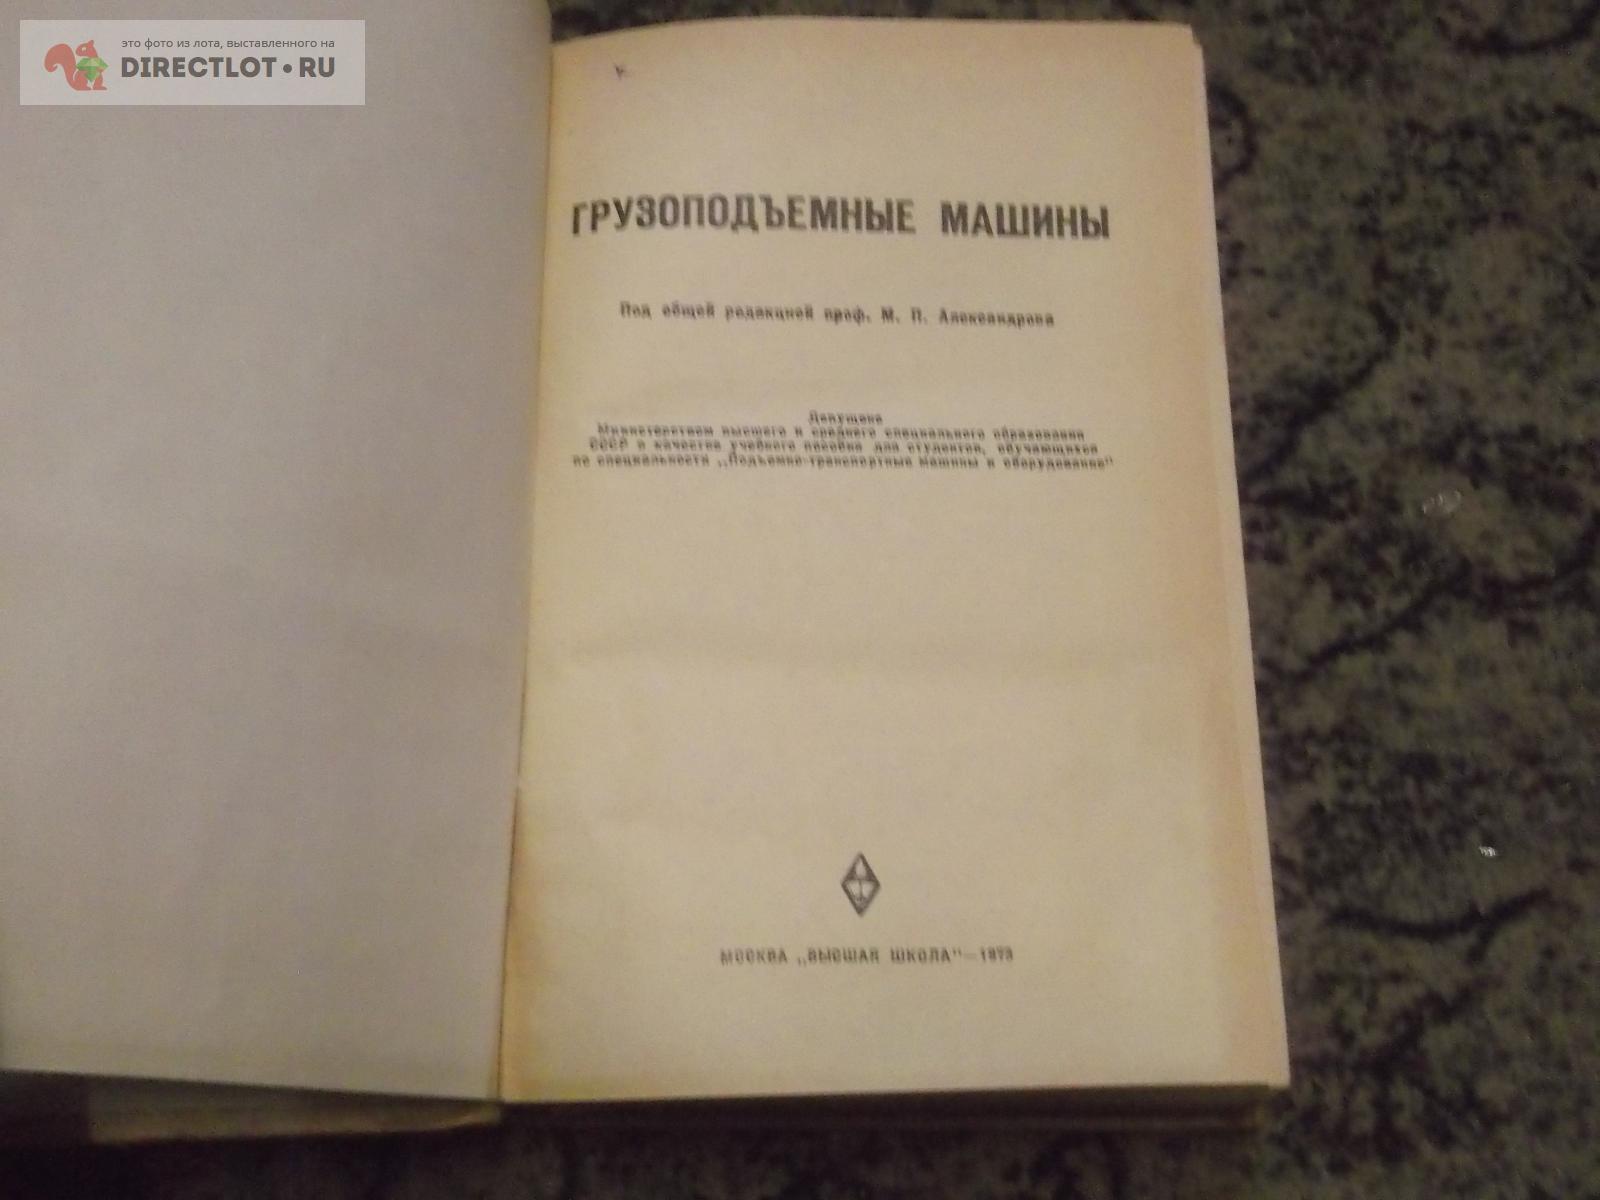 это фото из лота, выставленного на
DIRECTLOT•RU
ГРУЗОПОДЪЕМНЫЕ МАШИНЫ
Под общей редакцией проф. М. П. Александрова
Допущено
Министерством высшего и среднего специального образования
СССР в качестве учебного пособия для студентов, обучающихся
по специальности „Подъемно-транспортные машины и оборудование"
МОСКВА „ВЫСШАЯ ШКОЛА"—1973